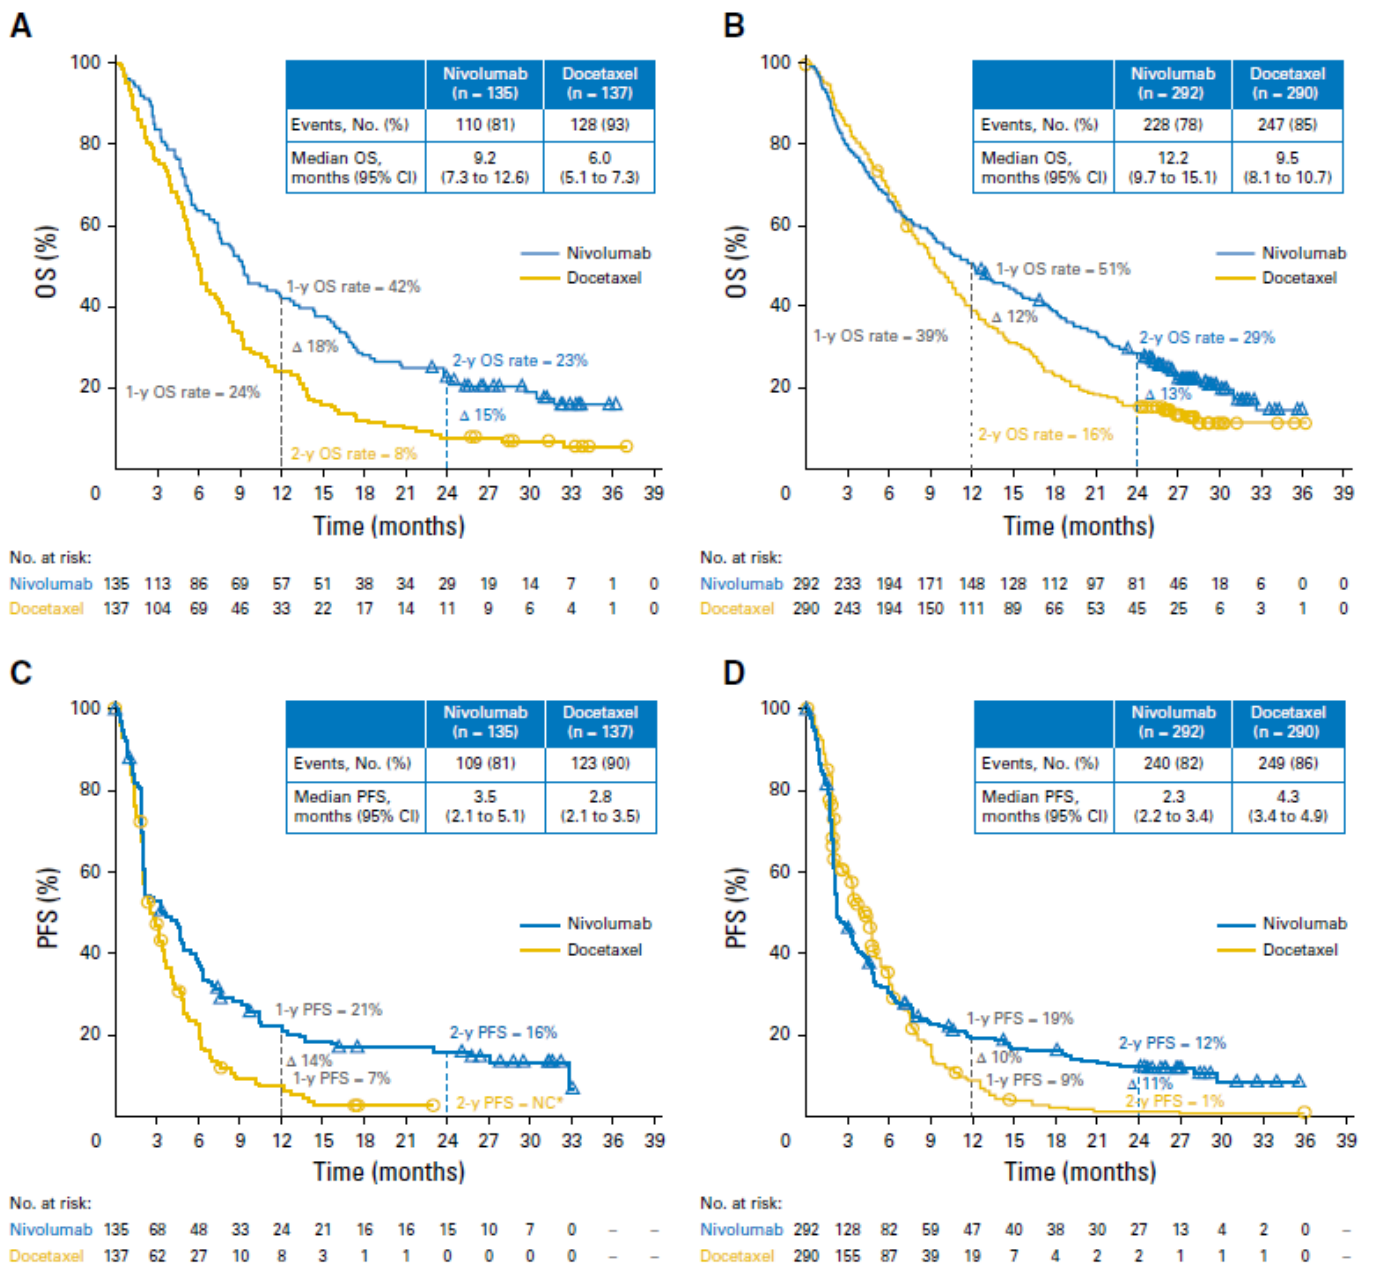 A
100
80
60
40
20
0
OS (%)
Nivolumab
(n – 135)
Docetaxel
(n – 137)
Events, No. (%)
110 (81)
128 (93)
Median OS,
months (95% CI)
9.2
(7.3 to 12.6)
6.0
(5.1 to 7.3)
Nivolumab
Docetaxel
1-y OS rate – 42%
Δ 18%
2-y OS rate – 23%
1-y OS rate – 24%
Δ 15%
2-y OS rate – 8%
3 6 9 12 15 18 21 24 27 30 33 36 39
Time (months)
No. at risk:
Nivolumab 135 113 86 69 57 51 38 34 29 19 14 7 1 0
Docetaxel 137 104 69 46 33 22 17 14 11 9 6 4 1 0
B
100
80
60
40
20
0
OS (%)
Nivolumab
(n – 292)
Docetaxel
(n – 290)
Events, No. (%)
228 (78)
247 (85)
Median OS,
months (95% CI)
12.2
(9.7 to 15.1)
9.5
(8.1 to 10.7)
Nivolumab
Docetaxel
1-y OS rate – 51%
Δ 12%
1-y OS rate – 39%
2-y OS rate – 29%
Δ 13%
2-y OS rate – 16%
3 6 9 12 15 18 21 24 27 30 33 36 39
Time (months)
No. at risk:
Nivolumab 292 233 194 171 148 128 112 97 81 46 18 6 0 0
Docetaxel 290 243 194 150 111 89 66 53 45 25 6 3 1 0
C
100
80
60
40
20
0
PFS (%)
Nivolumab
(n – 135)
Docetaxel
(n – 137)
Events, No. (%)
109 (81)
123 (90)
Median PFS,
months (95% CI)
3.5
(2.1 to 5.1)
2.8
(2.1 to 3.5)
Nivolumab
Docetaxel
1-y PFS – 21%
2-y PFS – 16%
Δ 14%
1-y PFS – 7%
2-y PFS – NC*
3 6 9 12 15 18 21 24 27 30 33 36 39
Time (months)
No. at risk:
Nivolumab 135 68 48 33 24 21 16 16 15 10 7 0 – –
Docetaxel 137 62 27 10 8 3 1 1 0 0 0 0 – –
D
100
80
60
40
20
0
PFS (%)
Nivolumab
(n – 292)
Docetaxel
(n – 290)
Events, No. (%)
240 (82)
249 (86)
Median PFS,
months (95% CI)
2.3
(2.2 to 3.4)
4.3
(3.4 to 4.9)
Nivolumab
Docetaxel
1-y PFS – 19%
2-y PFS – 12%
Δ 10%
1-y PFS – 9%
Δ 11%
2-y PFS – 1%
3 6 9 12 15 18 21 24 27 30 33 36 39
Time (months)
No. at risk:
Nivolumab 292 128 82 59 47 40 38 30 27 13 4 2 0 –
Docetaxel 290 155 87 39 19 7 4 2 2 1 1 1 0 –